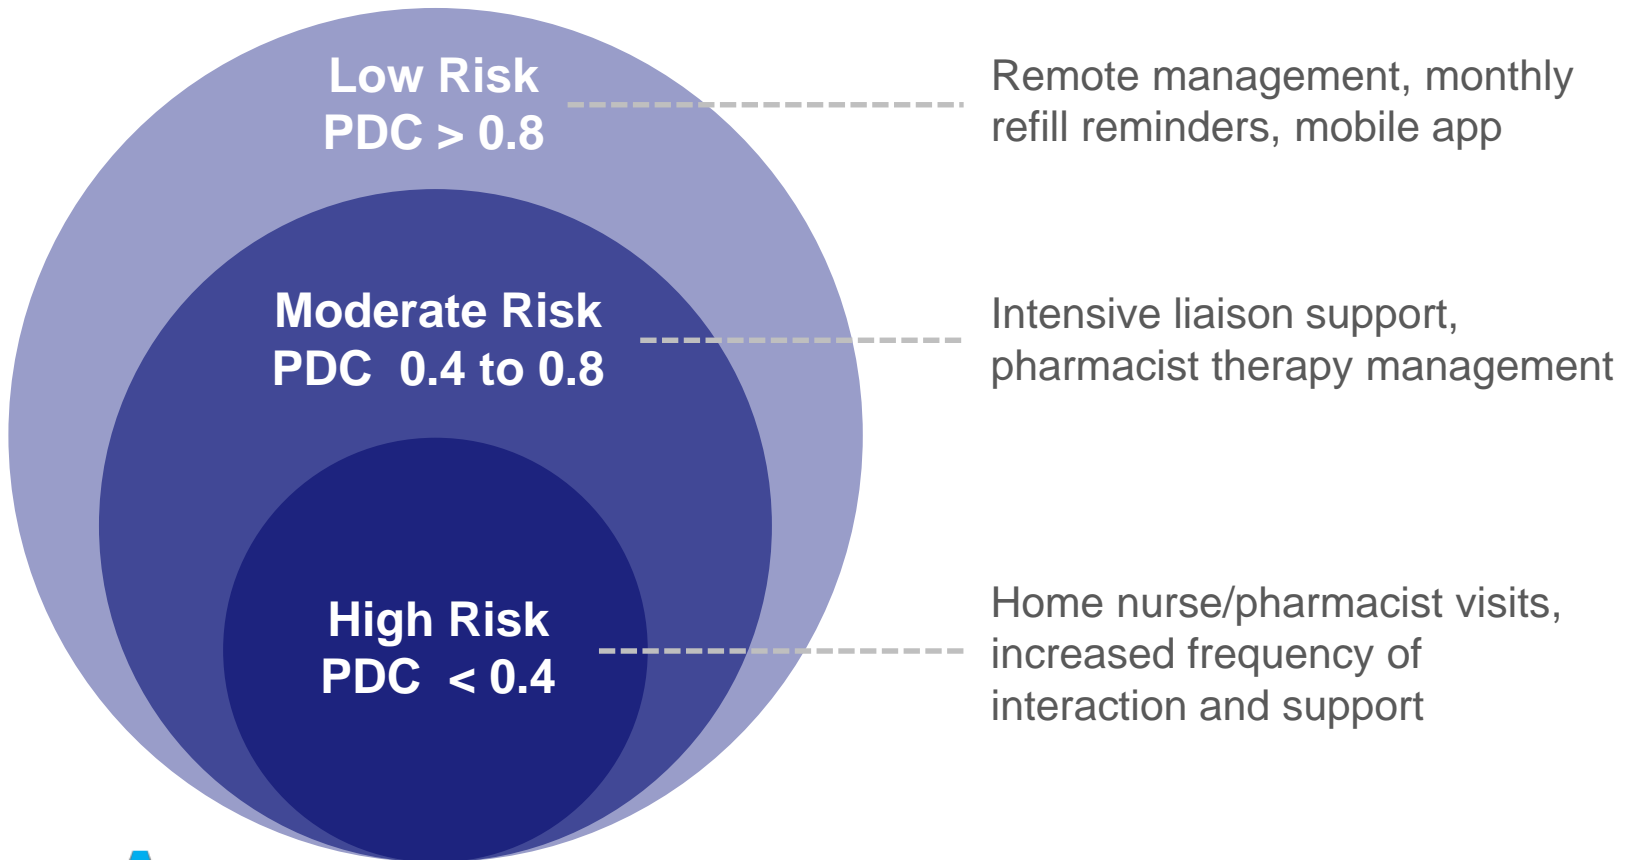 Low Risk
PDC > 0.8
Remote management, monthly
refill reminders, mobile app
Moderate Risk
PDC  0.4 to 0.8
Intensive liaison support,
pharmacist therapy management
High Risk
PDC  < 0.4
Home nurse/pharmacist visits,
increased frequency of
interaction and support